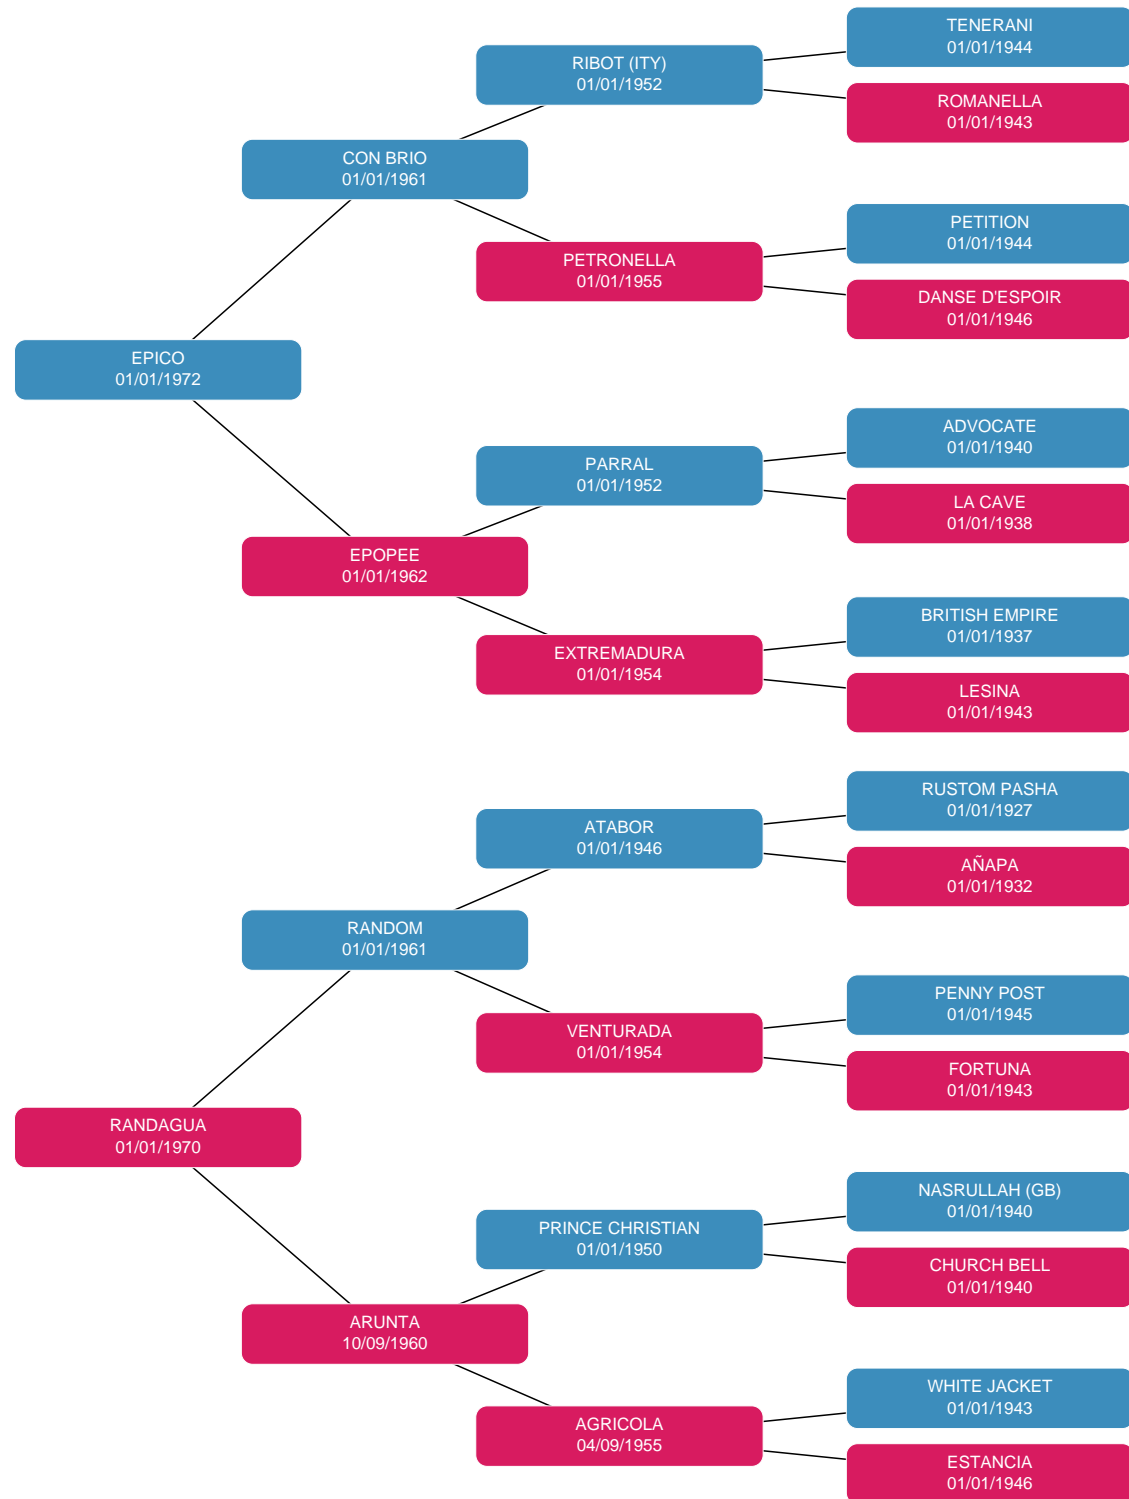 TENERANI
01/01/1944
RIBOT (ITY)
01/01/1952
ROMANELLA
01/01/1943
CON BRIO
01/01/1961
PETITION
01/01/1944
PETRONELLA
01/01/1955
DANSE D'ESPOIR
01/01/1946
EPICO
01/01/1972
ADVOCATE
01/01/1940
PARRAL
01/01/1952
LA CAVE
01/01/1938
EPOPEE
01/01/1962
BRITISH EMPIRE
01/01/1937
EXTREMADURA
01/01/1954
LESINA
01/01/1943
RUSTOM PASHA
01/01/1927
ATABOR
01/01/1946
AÑAPA
01/01/1932
RANDOM
01/01/1961
PENNY POST
01/01/1945
VENTURADA
01/01/1954
FORTUNA
01/01/1943
RANDAGUA
01/01/1970
NASRULLAH (GB)
01/01/1940
PRINCE CHRISTIAN
01/01/1950
CHURCH BELL
01/01/1940
ARUNTA
10/09/1960
WHITE JACKET
01/01/1943
AGRICOLA
04/09/1955
ESTANCIA
01/01/1946